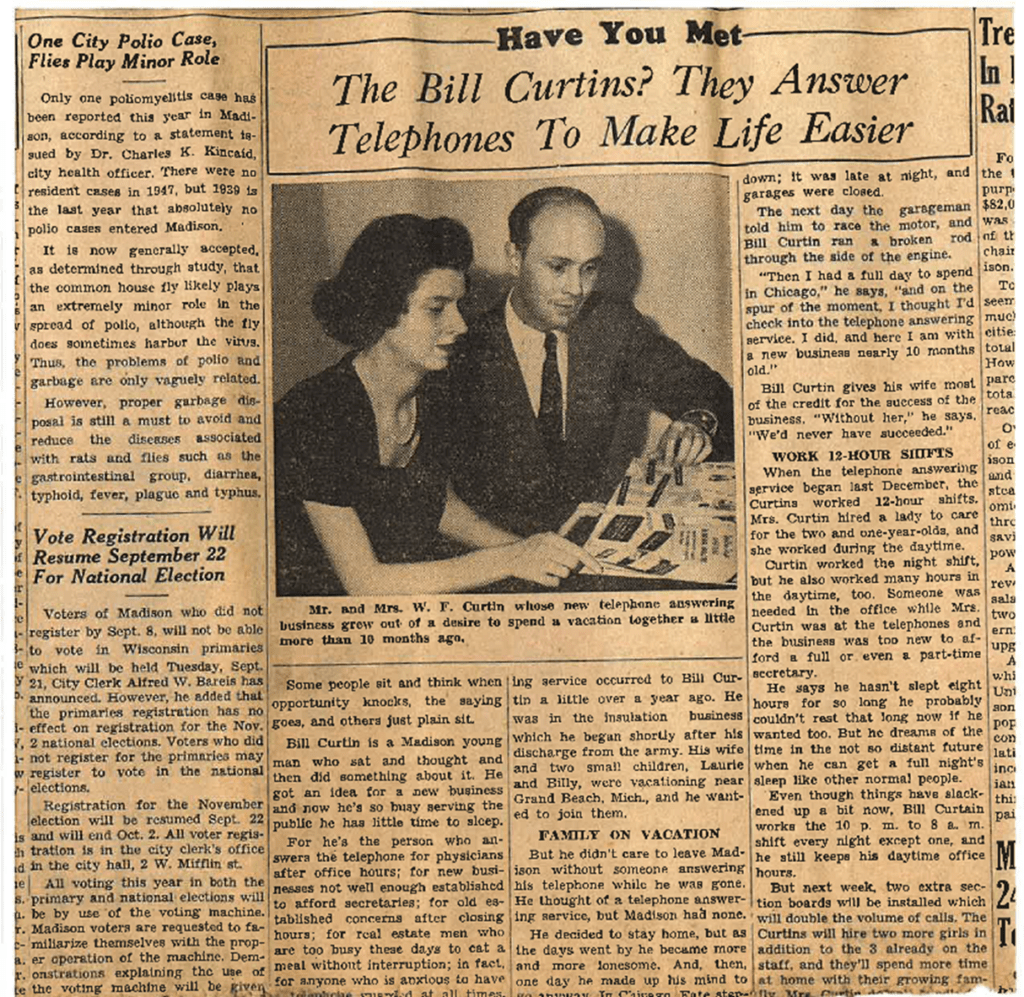 One City Polio Case,
Flies Play Minor Role
Only one poliomyelitis case has
been reported this year in Madi-
son, according to a statement is-
sued by Dr. Charles K. Kincaid,
city health officer. There were no
resident cases in 1947, but 1939 is
the last year that absolutely no
polio cases entered Madison.
It is now generally accepted,
as determined through study, that
the common house fly likely plays
an extremely minor role in the
spread of polio, although the fly
does sometimes harbor the virus.
Thus, the problems of polio and
garbage are only vaguely related.
However, proper garbage dis-
posal is still a must to avoid and
reduce the diseases associated
with rats and flies such as the
gastrointestinal group, diarrhea,
typhoid, fever, plague and typhus.
Vote Registration Will
Resume September 22
For National Election
Voters of Madison who did not
register by Sept. 8, will not be able
to vote in Wisconsin primaries
which will be held Tuesday, Sept.
21, City Clerk Alfred W. Bareis has
announced. However, he added that
the primaries registration has no
effect on registration for the Nov.
2 national elections. Voters who did
not register for the primaries may
register to vote in the national
elections.
Registration for the November
election will be resumed Sept. 22
and will end Oct. 2. All voter regis-
tration is in the city clerk's office
in the city hall, 2 W. Mifflin st.
All voting this year in both the
primary and national elections will
be by use of the voting machine.
Madison voters are requested to fa-
miliarize themselves with the prop-
er operation of the machine. Dem-
onstrations explaining the use of
the voting machine will be given
Have You Met
The Bill Curtins? They Answer
Telephones To Make Life Easier
Mr. and Mrs. W. F. Curtin whose new telephone answering
business grew out of a desire to spend a vacation together a little
more than 10 months ago.
Some people sit and think when
opportunity knocks, the saying
goes, and others just plain sit.
Bill Curtin is a Madison young
man who sat and thought and
then did something about it. He
got an idea for a new business
and now he's so busy serving the
public he has little time to sleep.
For he's the person who an-
swers the telephone for physicians
after office hours; for new busi-
nesses not well enough established
to afford secretaries; for old es-
tablished concerns after closing
hours; for real estate men who
are too busy these days to eat a
meal without interruption; in fact,
for anyone who is anxious to have
telephone guarded at all times.
ing service occurred to Bill Cur-
tin a little over a year ago. He
was in the insulation business
which he began shortly after his
discharge from the army. His wife
and two small children, Laurie
and Billy, were vacationing near
Grand Beach, Mich., and he want-
ed to join them.
FAMILY ON VACATION
But he didn't care to leave Mad-
ison without someone answering
his telephone while he was gone.
He thought of a telephone answer-
ing service, but Madison had none.
He decided to stay home, but as
the days went by he became more
and more lonesome. And, then,
one day he made up his mind to
go anyway. In Chicago, Fate step-
down; it was late at night, and
garages were closed.
The next day the garageman
told him to race the motor, and
Bill Curtin ran a broken rod
through the side of the engine.
"Then I had a full day to spend
in Chicago," he says, "and on the
spur of the moment, I thought I'd
check into the telephone answering
service. I did, and here I am with
a new business nearly 10 months
old."
Bill Curtin gives his wife most
of the credit for the success of the
business. "Without her," he says,
"We'd never have succeeded."
WORK 12-HOUR SHIFTS
When the telephone answering
service began last December, the
Curtins worked 12-hour shifts.
Mrs. Curtin hired a lady to care
for the two and one-year-olds, and
she worked during the daytime.
Curtin worked the night shift,
but he also worked many hours in
the daytime, too. Someone was
needed in the office while Mrs.
Curtin was at the telephones and
the business was too new to af-
ford a full or even a part-time
secretary.
He says he hasn't slept eight
hours for so long he probably
couldn't rest that long now if he
wanted too. But he dreams of the
time in the not so distant future
when he can get a full night's
sleep like other normal people.
Even though things have slack-
ened up a bit now, Bill Curtain
works the 10 p. m. to 8 a. m.
shift every night except one, and
he still keeps his daytime office
hours.
But next week, two extra sec-
tion boards will be installed which
will double the volume of calls. The
Curtins will hire two more girls in
addition to the 3 already on the
staff, and they'll spend more time
at home with their growing fam-